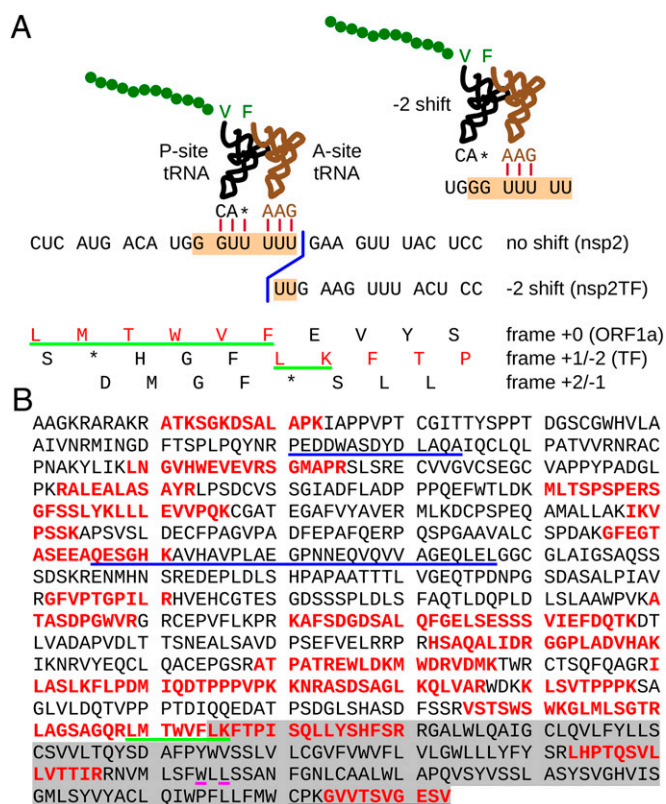 A
V F
V F
-2 shift
P-site
tRNA
A-site
tRNA
CA* AAG
UGGG UUU UU
CA* AAG
CUC AUG ACA UGG GUU UUU GAA GUU UAC UCC no shift (nsp2)
UUG AAG UUU ACU CC -2 shift (nsp2TF)
L M T W V F E V Y S frame +0 (ORF1a)
S * H G F L K F T P frame +1/-2 (TF)
D M G F * S L L frame +2/-1
B
AAGKRARAKR ATKSGKDSAL APKIAPPVPT CGITTYSPPT DGSCGWHVLA
AIVNRMINGD FTSPLPQYNR PEDDWASDYD LAQAIQCLQL PATVVRNRAC
PNAKYLIKLN GVHWEVEVRS GMAPRSLSRE CVVGVCSEGC VAPPYPADGL
PKRALEALAS AYRLPSDCVS SGIADFLADP PPQEFWTLDK MLTSPSPERS
GFSSLYKLLL EVVPQKCGAT EGAFVYAVER MLKDCPSPEQ AMALLAKIKV
PSSKAPSVSL DECFPAGVPA DFEPAFQERP QSPGAAVALC SPDAKGFEGT
ASEEAQESGH KAVHAVPLAE GPNNEQVQVV AGEQLELGGC GLAIGSAQSS
SDSKRENMHN SREDEPLDLS HPAPAATTTL VGEQTPDNPG SDASALPIAV
RGFVPTGPIL RHVEHCGTES GDSSSPLDLS FAQTLDQPLD LSLAAWPVKA
TASDPGWVRG RCEPVFLKPR KAFSDGDSAL QFGELSESSS VIEFDQTKDT
LVADAPVDLT TSNEALSAVD PSEFVELRRP RHSAQALIDR GGPLADVHAK
IKNRVYEQCL QACEPGSRAT PATREWLDKM WDRVDMKTWR CTSQFQAGRI
LASLKFLPDM IQDTPPPVPK KNRASDSAGL KQLVARWDKK LSVTPPPKSA
GLVLDQTVPP PTDIQQEDAT PSDGLSHASD FSSRVSTSWS WKGLMLSGTR
LAGSAGQRLM TWVFLKFTPI SQLLYSHFSR RGALWLQAIG CLQVLFYLLS
CSVVLTQYSD AFPYWVSSLV LCGVFVWVFL VLGWLLLYFR LHPTQSVL
LVTTIRRNVM LSFWLLSSAN FGNLCAALWL APQVSYVSSL ASYSVGHVIS
GMLSYVYACL QIWPFLLFMW CPKGVVTSVG ESV